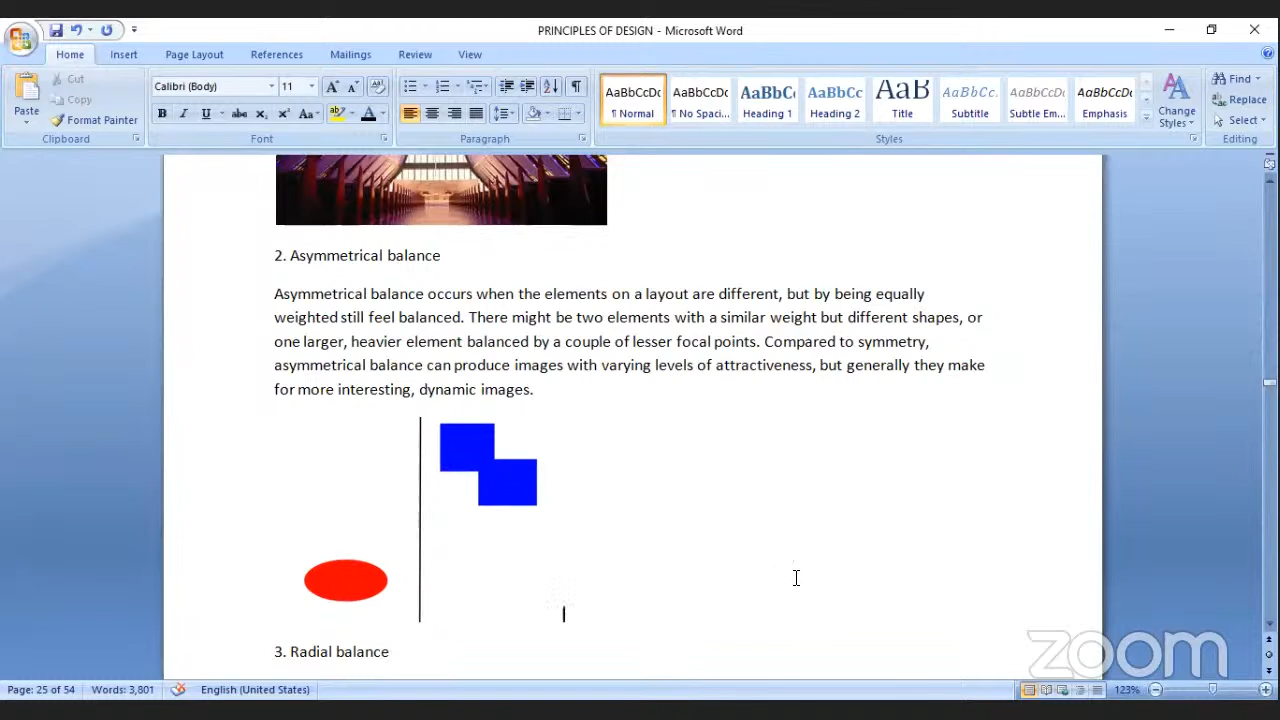 PRINCIPLES OF DESIGN - Microsoft Word
Home Insert Page Layout References Mailings Review View
Paste
Cut
Copy
Format Painter
Clipboard
Calibri (Body) 11
Font
Paragraph
AaBbCcDc AaBbCcDc AaBbC AaBbCc AaB AaBbCc. AaBbCcDc AaBbCcDc
¶ Normal ¶ No Spaci... Heading 1 Heading 2 Title Subtitle Subtle Em... Emphasis
Change Styles
Styles
Find
Replace
Select
Editing
2. Asymmetrical balance
Asymmetrical balance occurs when the elements on a layout are different, but by being equally
weighted still feel balanced. There might be two elements with a similar weight but different shapes, or
one larger, heavier element balanced by a couple of lesser focal points. Compared to symmetry,
asymmetrical balance can produce images with varying levels of attractiveness, but generally they make
for more interesting, dynamic images.
3. Radial balance
zoom
Page: 25 of 54 Words: 3,801 English (United States) 123%